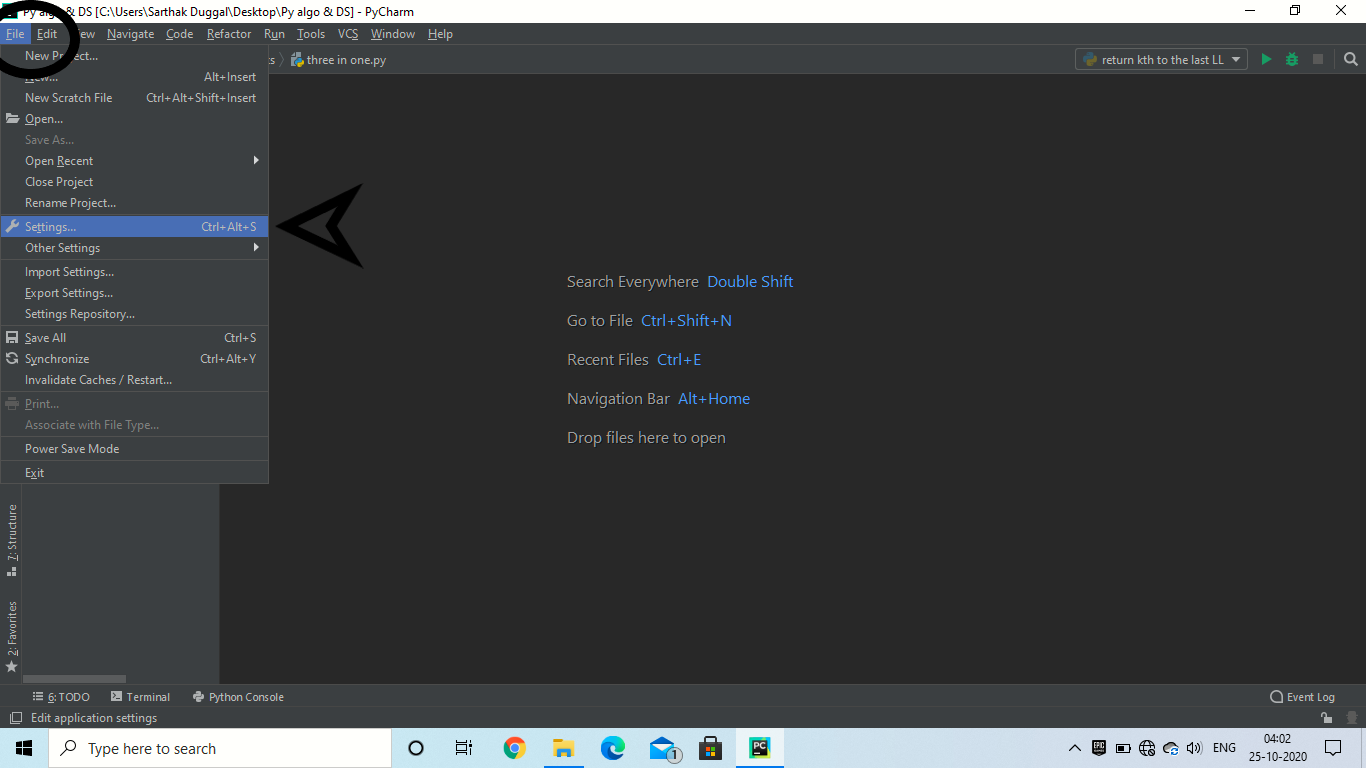 Py algo & DS [C:\Users\Sarthak Duggal\Desktop\Py algo & DS] - PyCharm
File Edit Navigate Code Refactor Run Tools VCS Window Help
three in one.py return kth to the last LL
New Project...
New... Alt+Insert
New Scratch File Ctrl+Alt+Shift+Insert
Open...
Save As...
Open Recent
Close Project
Rename Project...
Settings... Ctrl+Alt+S
Other Settings
Import Settings...
Export Settings...
Settings Repository...
Save All Ctrl+S
Synchronize Ctrl+Alt+Y
Invalidate Caches / Restart...
Print...
Associate with File Type...
Power Save Mode
Exit
Search Everywhere Double Shift
Go to File Ctrl+Shift+N
Recent Files Ctrl+E
Navigation Bar Alt+Home
Drop files here to open
7: Structure
2: Favorites
6: TODO Terminal Python Console Event Log
Edit application settings
Type here to search
1
PC
EPIC GAMES
ENG
04:02
25-10-2020